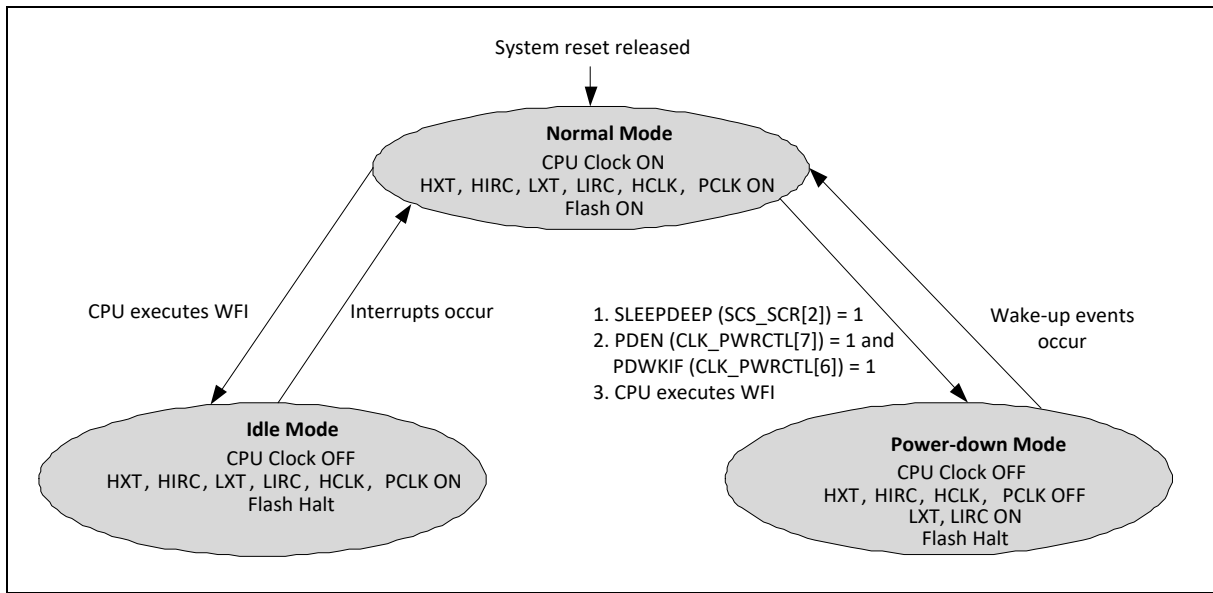 System reset released
Normal Mode
CPU Clock ON
HXT, HIRC, LXT, LIRC, HCLK, PCLK ON
Flash ON
CPU executes WFI
Interrupts occur
1. SLEEPDEEP (SCS_SCR[2]) = 1
2. PDEN (CLK_PWRCTL[7]) = 1 and
PDWKIF (CLK_PWRCTL[6]) = 1
3. CPU executes WFI
Wake-up events
occur
Idle Mode
CPU Clock OFF
HXT, HIRC, LXT, LIRC, HCLK, PCLK ON
Flash Halt
Power-down Mode
CPU Clock OFF
HXT, HIRC, HCLK, PCLK OFF
LXT, LIRC ON
Flash Halt